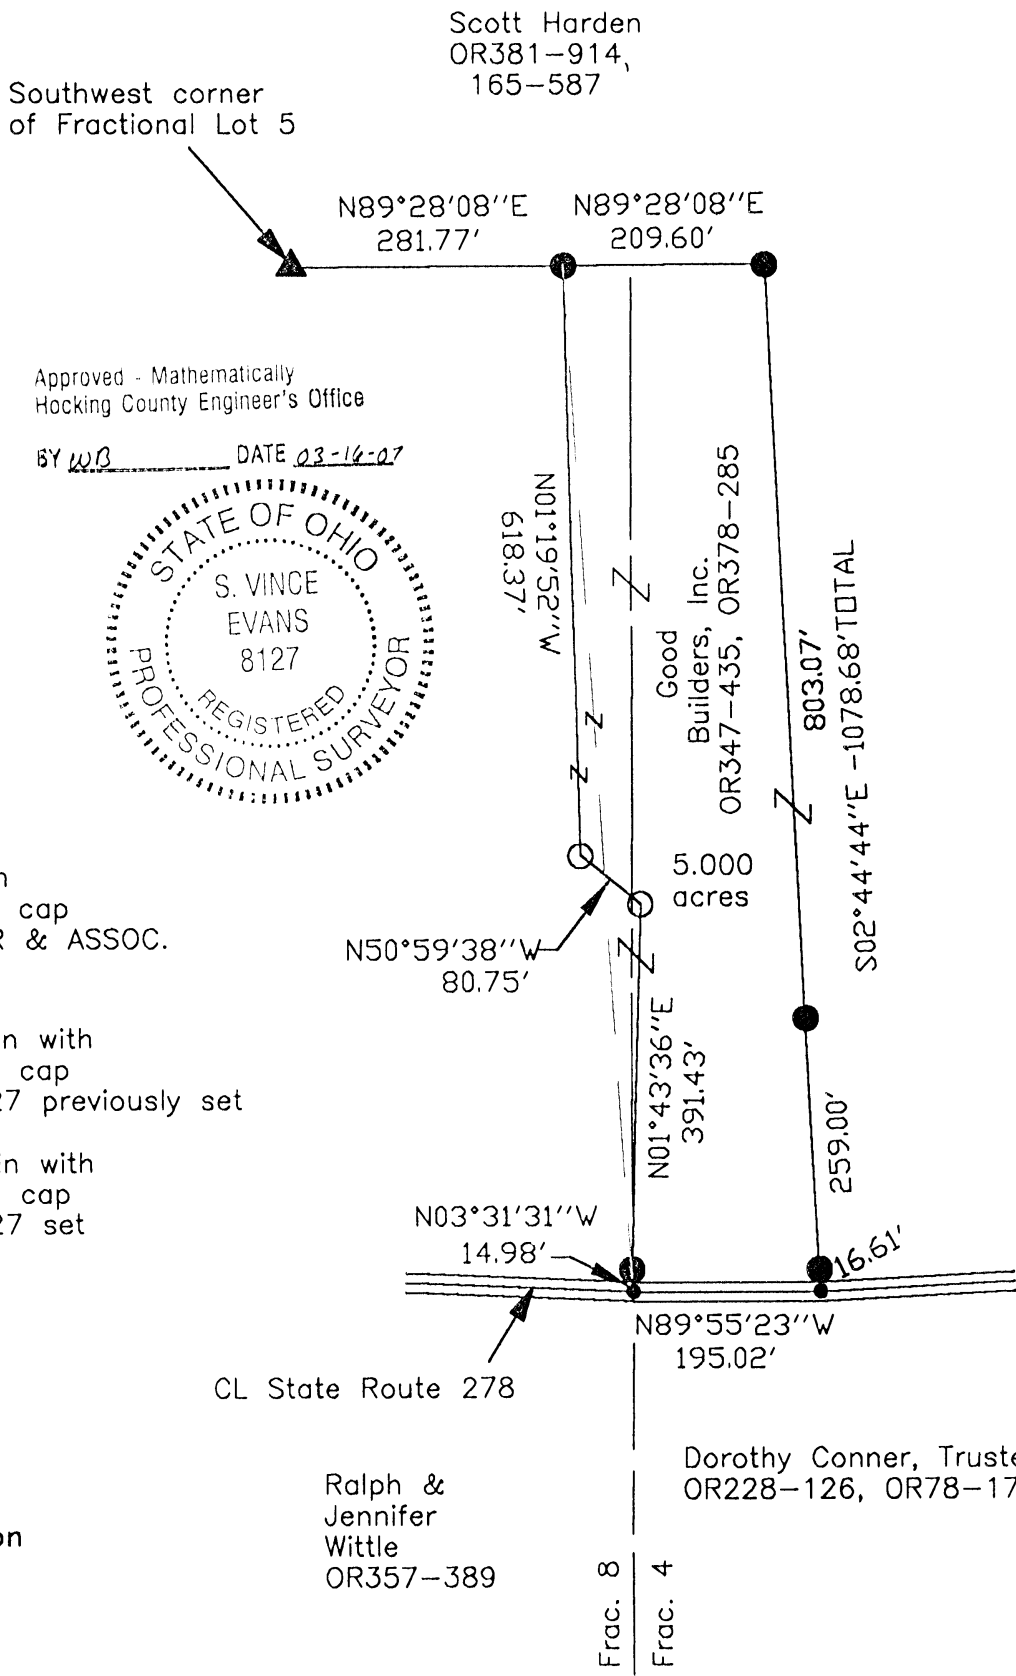 Scott Harden
OR381-914,
165-587
Southwest corner
of Fractional Lot 5
N89°28'08"E
281.77'
N89°28'08"E
209.60'
Approved - Mathematically
Hocking County Engineer's Office
BY WB DATE 03-16-07
STATE OF OHIO
S. VINCE
EVANS
8127
REGISTERED
PROFESSIONAL SURVEYOR
N01°19'52"W
618.37'
Good
Builders, Inc.
OR347-435, OR378-285
803.07'
S02°44'44"E -1078.68'TOTAL
5.000
acres
cap
& ASSOC.
N50°59'38"W
80.75'
with
cap
27 previously set
with
cap
27 set
N01°43'36"E
391.43'
259.00'
N03°31'31"W
14.98'
16.61'
N89°55'23"W
195.02'
CL State Route 278
Dorothy Conner, Truste
OR228-126, OR78-17
Ralph &
Jennifer
Wittle
OR357-389
on
Frac. 8
Frac. 4